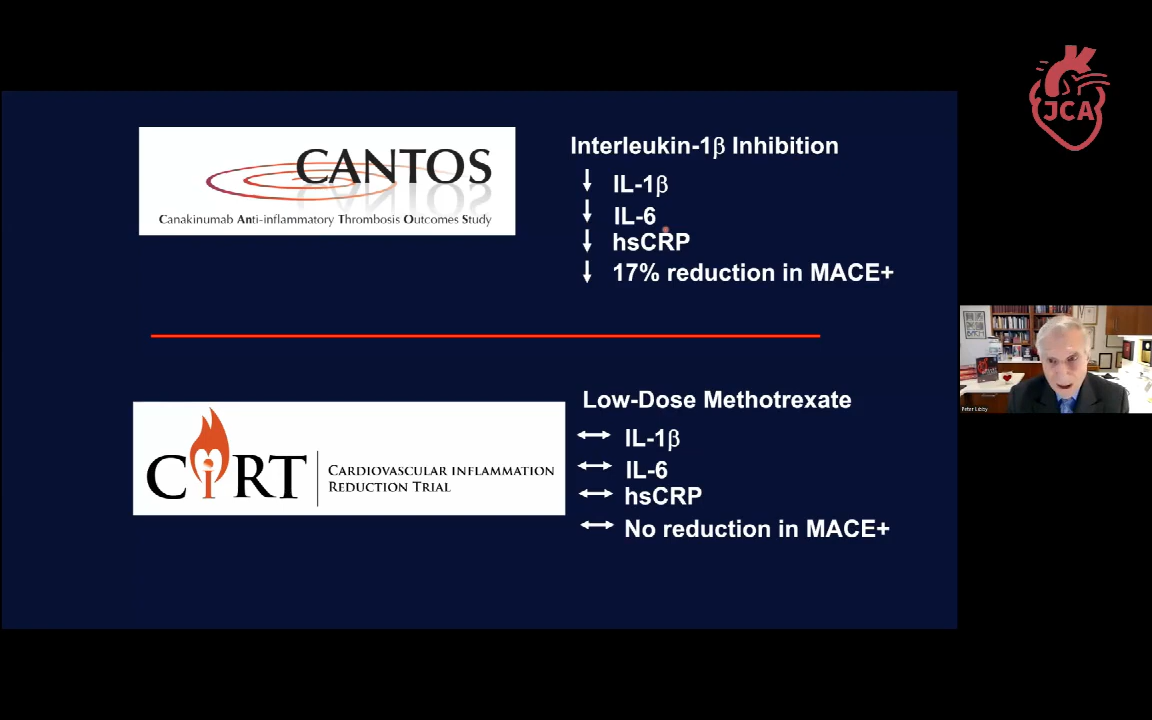 JCA
CANTOS
Canakinumab Anti-inflammatory Thrombosis Outcomes Study
Interleukin-1β Inhibition
↓ IL-1β
↓ IL-6
↓ hsCRP
↓ 17% reduction in MACE+
Peter Libby
CiRT
CARDIOVASCULAR INFLAMMATION
REDUCTION TRIAL
Low-Dose Methotrexate
↔ IL-1β
↔ IL-6
↔ hsCRP
↔ No reduction in MACE+